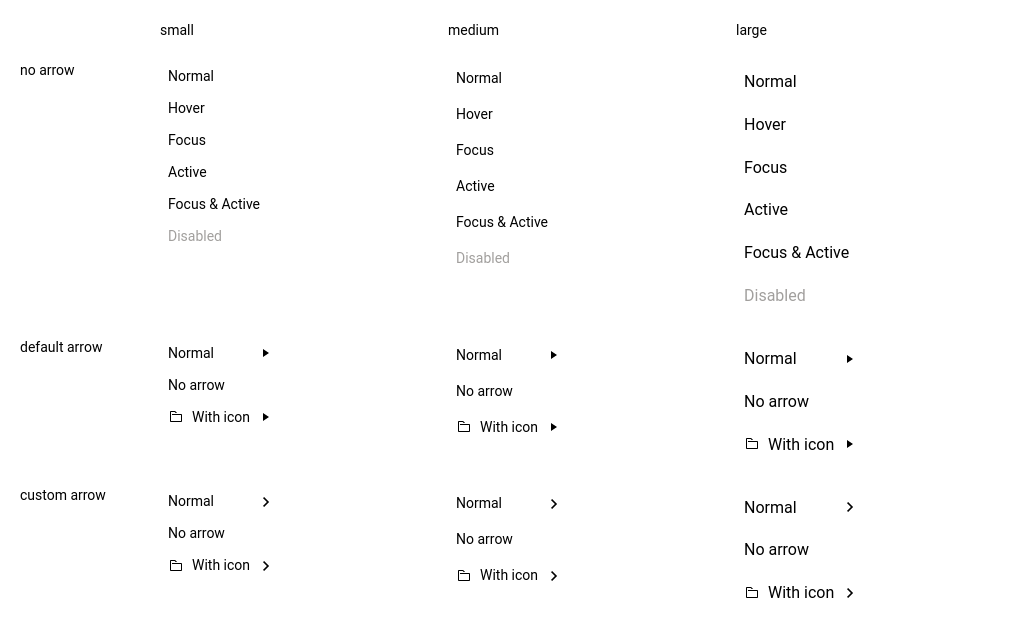 small medium large
no arrow
Normal Normal Normal
Hover Hover Hover
Focus Focus Focus
Active Active Active
Focus & Active Focus & Active Focus & Active
Disabled Disabled Disabled
default arrow
Normal Normal Normal
No arrow No arrow No arrow
With icon With icon With icon
custom arrow
Normal Normal Normal
No arrow No arrow No arrow
With icon With icon With icon